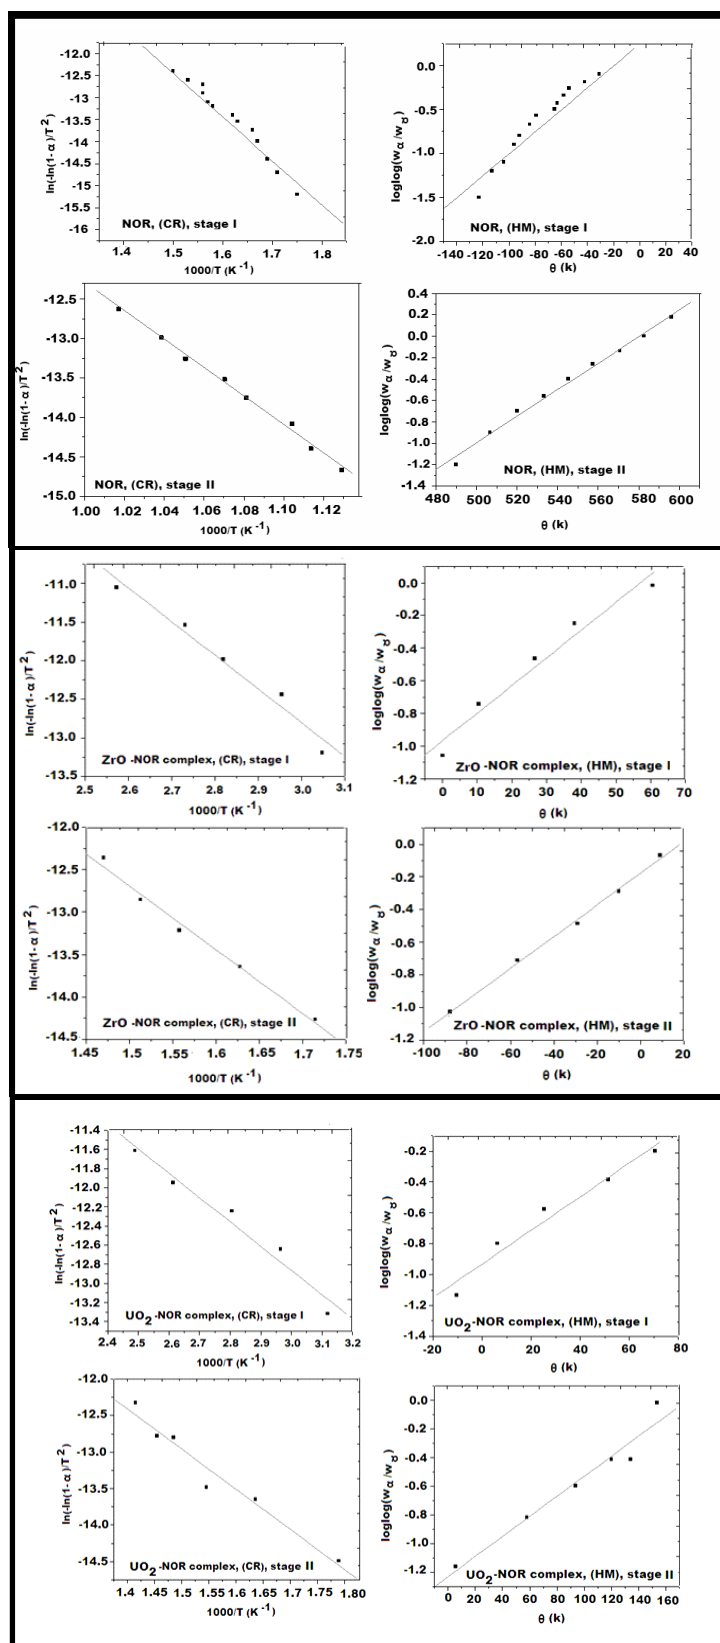 -12.0
-12.5
-13
-13.5
-14.0
-14.5
-15
-15.5
-16
ln(-ln(1-α)/T²)
NOR, (CR), stage I
1.4 1.5 1.6 1.7 1.8
1000/T (K⁻¹)
0.0
-0.5
-1.0
-1.5
-2.0
loglog(wα/wꝩ)
NOR, (HM), stage I
-140 -120 -100 -80 -60 -40 -20 0 20 40
θ (k)
-12.5
-13.0
-13.5
-14.0
-14.5
-15.0
ln(-ln(1-α)/T²)
NOR, (CR), stage II
1.00 1.02 1.04 1.06 1.08 1.10 1.12
1000/T (K⁻¹)
0.4
0.2
0.0
-0.2
-0.4
-0.6
-0.8
-1.0
-1.2
-1.4
loglog(wα/wꝩ)
NOR, (HM), stage II
480 500 520 540 560 580 600
θ (k)
-11.0
-11.5
-12.0
-12.5
-13.0
-13.5
ln(-ln(1-α)/T²)
ZrO -NOR complex, (CR), stage I
2.5 2.6 2.7 2.8 2.9 3.0 3.1
1000/T (K⁻¹)
0.0
-0.2
-0.4
-0.6
-0.8
-1.0
-1.2
loglog(wα/wꝩ)
ZrO -NOR complex, (HM), stage I
0 10 20 30 40 50 60 70
θ (k)
-12.0
-12.5
-13.0
-13.5
-14.0
-14.5
ln(-ln(1-α)/T²)
ZrO -NOR complex, (CR), stage II
1.45 1.5 1.55 1.6 1.65 1.7 1.75
1000/T (K⁻¹)
0.0
-0.2
-0.4
-0.6
-0.8
-1.0
-1.2
loglog(wα/wꝩ)
ZrO -NOR complex, (HM), stage II
-100 -80 -60 -40 -20 0 20
θ (k)
-11.4
-11.6
-11.8
-12.0
-12.2
-12.4
-12.6
-12.8
-13.0
-13.2
-13.4
ln(-ln(1-α)/T²)
UO₂-NOR complex, (CR), stage I
2.4 2.5 2.6 2.7 2.8 2.9 3.0 3.1 3.2
1000/T (K⁻¹)
-0.2
-0.4
-0.6
-0.8
-1.0
-1.2
-1.4
loglog(wα/wꝩ)
UO₂-NOR complex, (HM), stage I
-20 0 20 40 60 80
θ (k)
-12.0
-12.5
-13.0
-13.5
-14.0
-14.5
ln(-ln(1-α)/T²)
UO₂-NOR complex, (CR), stage II
1.4 1.45 1.5 1.55 1.6 1.65 1.7 1.75 1.80
1000/T (K⁻¹)
0.0
-0.2
-0.4
-0.6
-0.8
-1.0
-1.2
loglog(wα/wꝩ)
UO₂-NOR complex, (HM), stage II
0 20 40 60 80 100 120 140 160
θ (k)